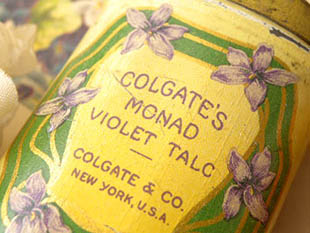 COLGATE'S
MONAD
VIOLET TALC
—
COLGATE & CO.
NEW YORK, U.S.A.